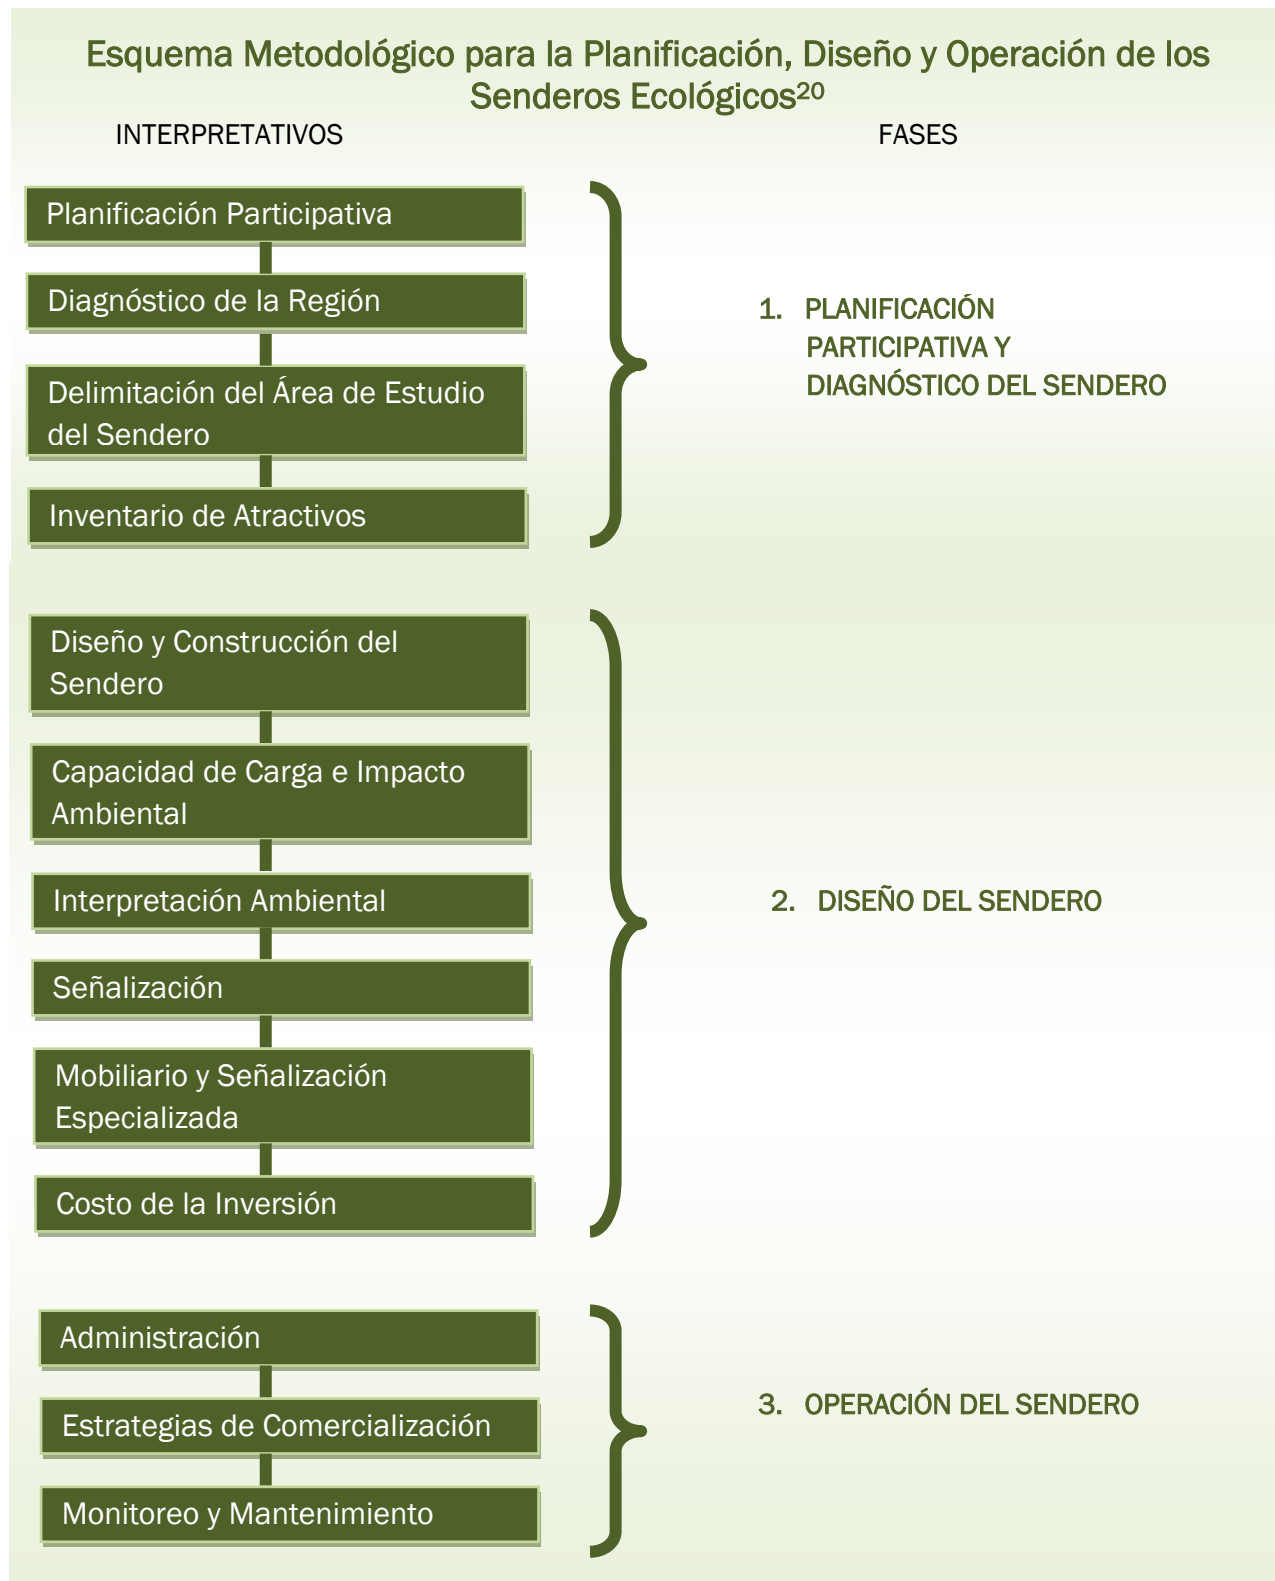 Esquema Metodológico para la Planificación, Diseño y Operación de los
Senderos Ecológicos²⁰
INTERPRETATIVOS
FASES
Planificación Participativa
Diagnóstico de la Región
Delimitación del Área de Estudio
del Sendero
Inventario de Atractivos
1. PLANIFICACIÓN
PARTICIPATIVA Y
DIAGNÓSTICO DEL SENDERO
Diseño y Construcción del
Sendero
Capacidad de Carga e Impacto
Ambiental
Interpretación Ambiental
Señalización
Mobiliario y Señalización
Especializada
Costo de la Inversión
2. DISEÑO DEL SENDERO
Administración
Estrategias de Comercialización
Monitoreo y Mantenimiento
3. OPERACIÓN DEL SENDERO